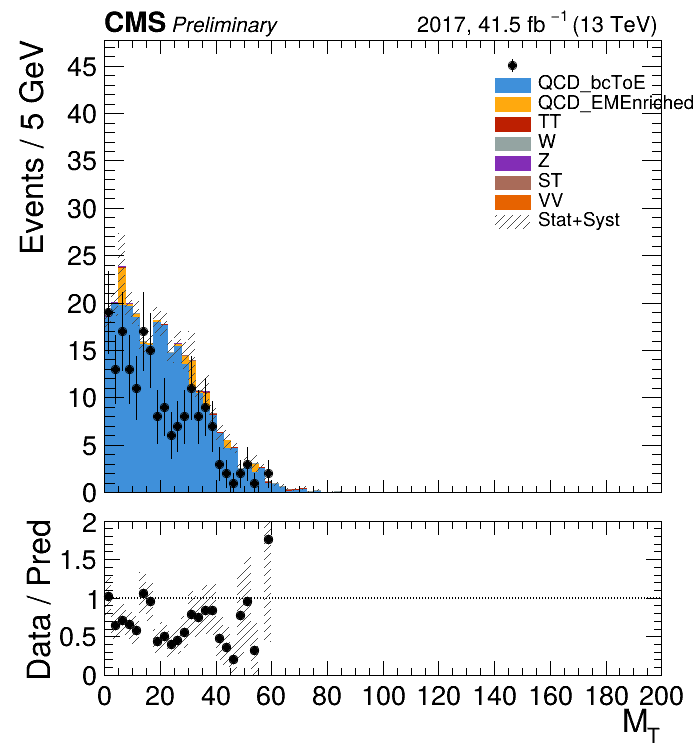 CMS Preliminary 2017, 41.5 fb⁻¹ (13 TeV)
Events / 5 GeV
45
40
35
30
25
20
15
10
5
0
QCD_bcToE
QCD_EMEnriched
TT
W
Z
ST
VV
Stat+Syst
Data / Pred
2
1.5
1
0.5
0
0 20 40 60 80 100 120 140 160 180 200
M_T